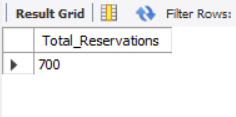 Result Grid Filter Rows:
Total_Reservations
700